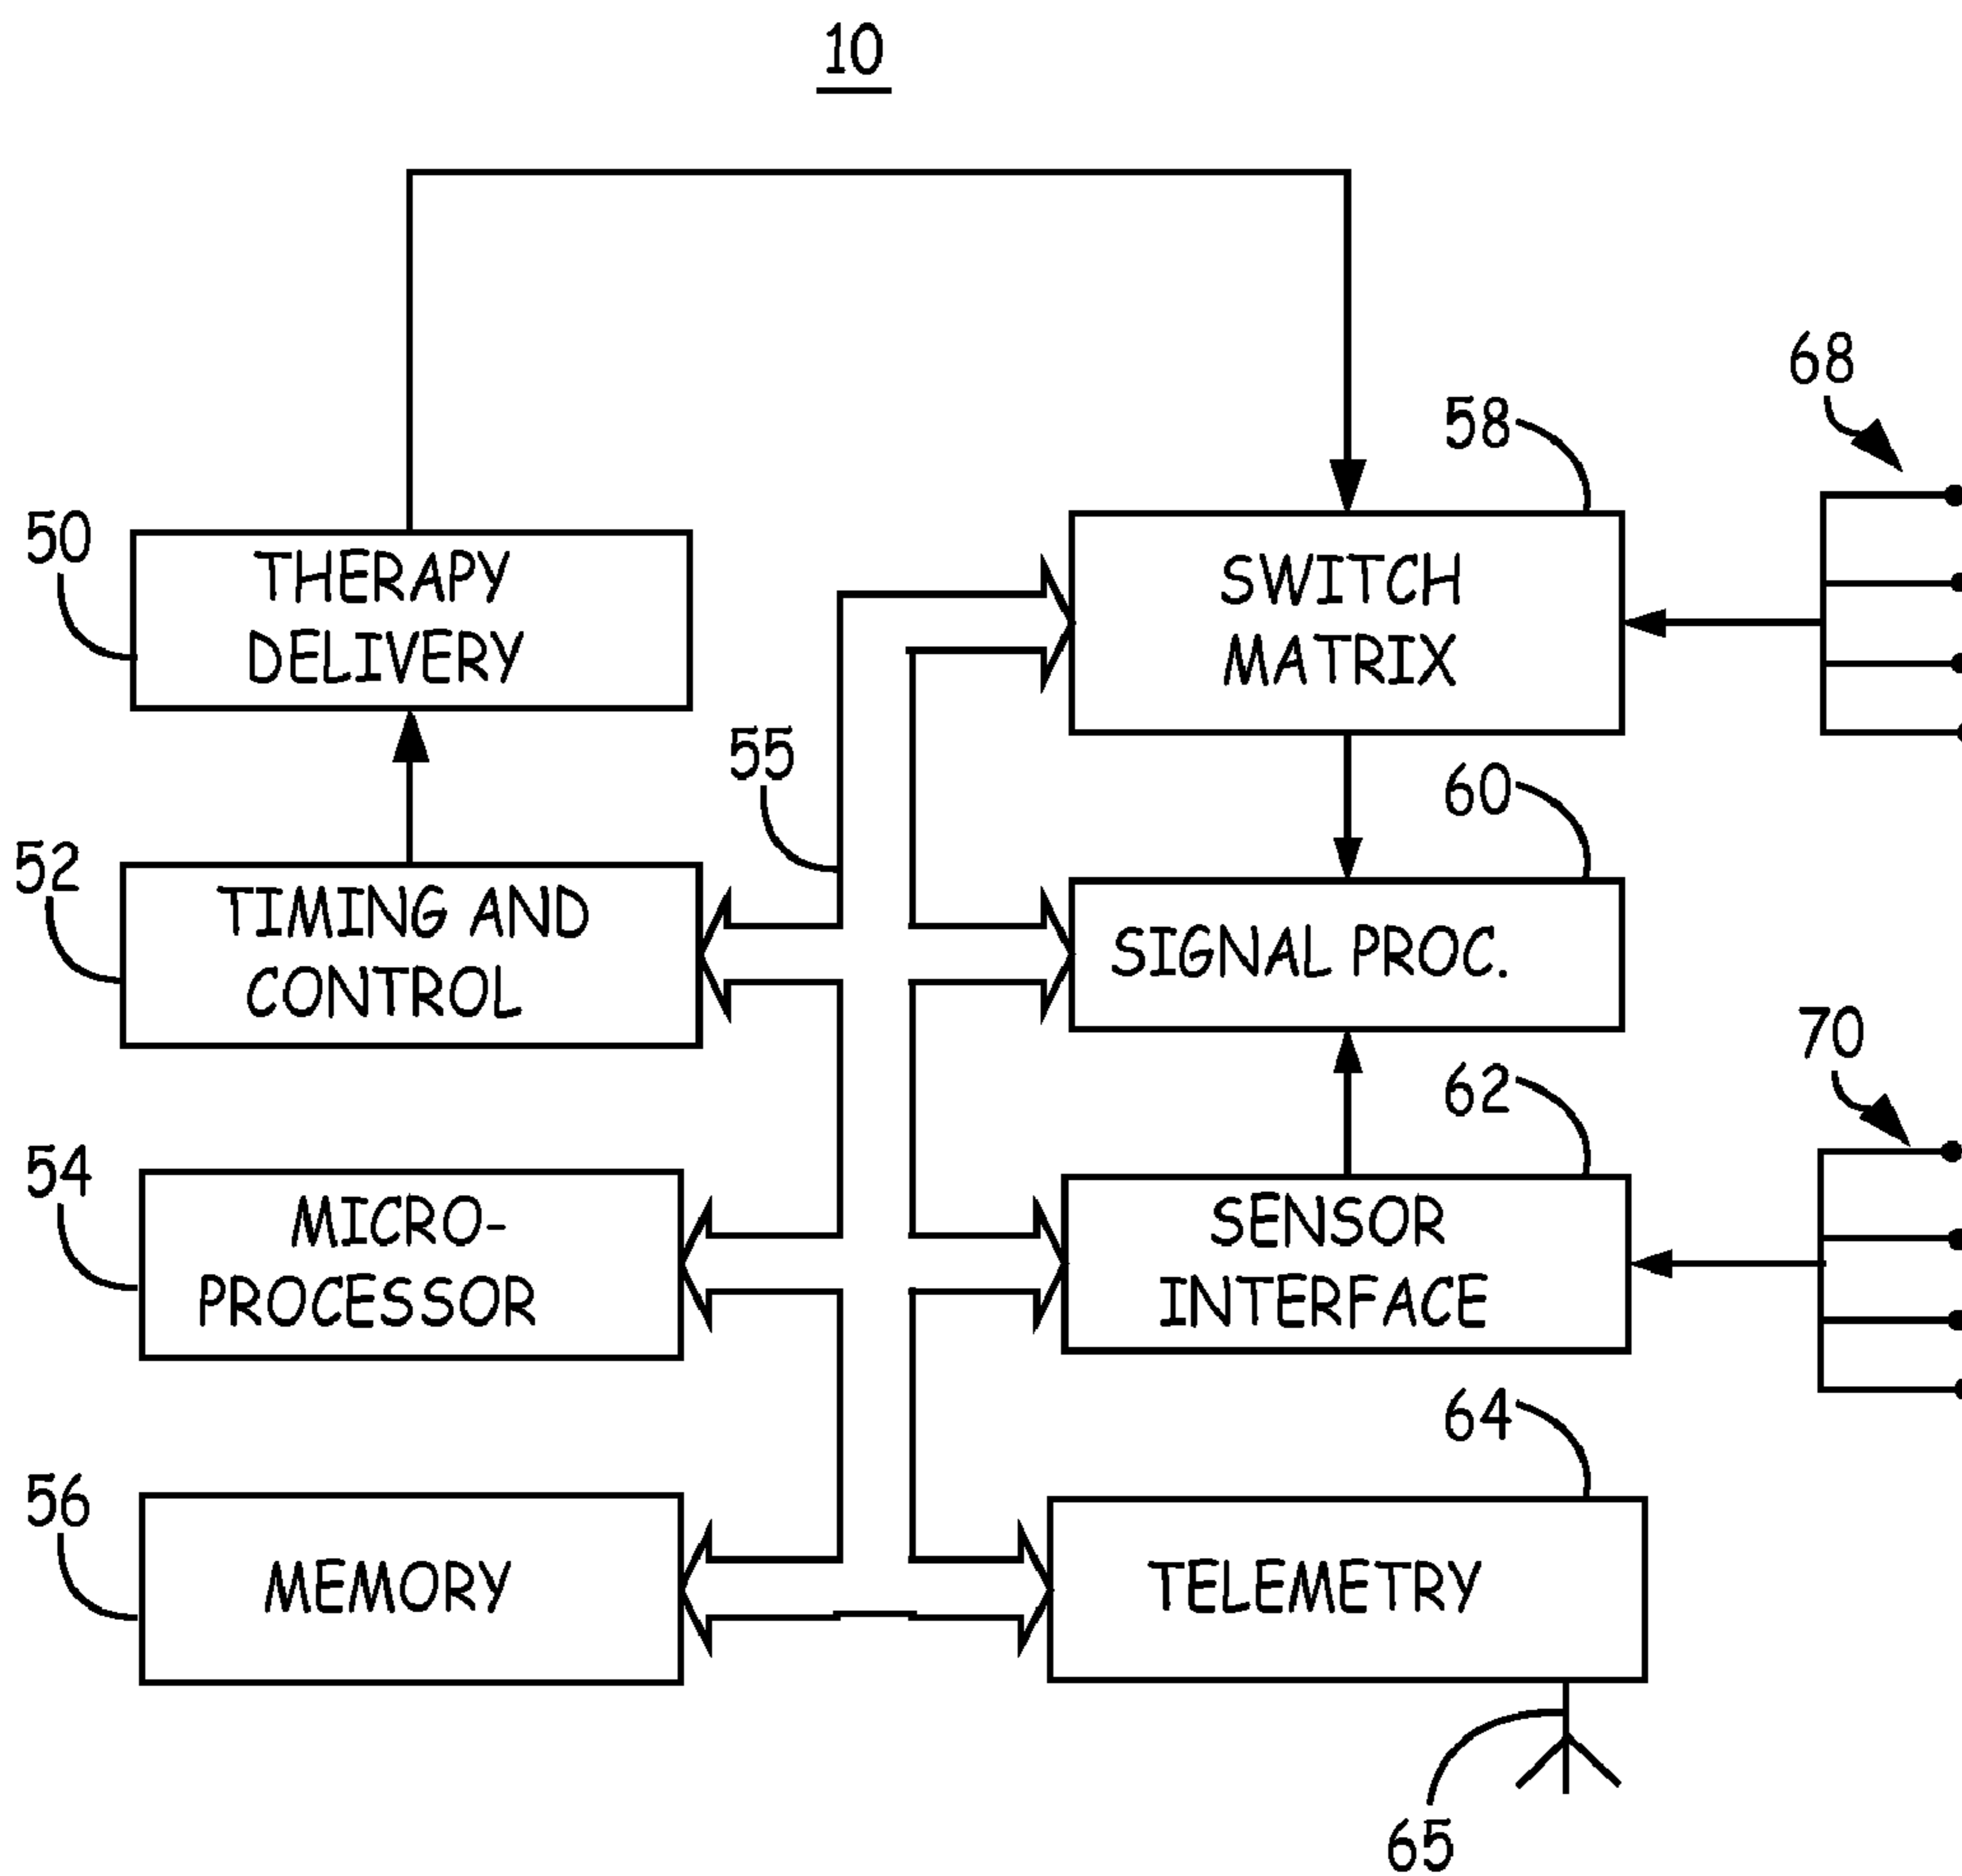 10
68
58
50
THERAPY
DELIVERY
SWITCH
MATRIX
55
60
52
TIMING AND
CONTROL
SIGNAL PROC.
70
62
54
MICRO-
PROCESSOR
SENSOR
INTERFACE
64
56
MEMORY
TELEMETRY
65